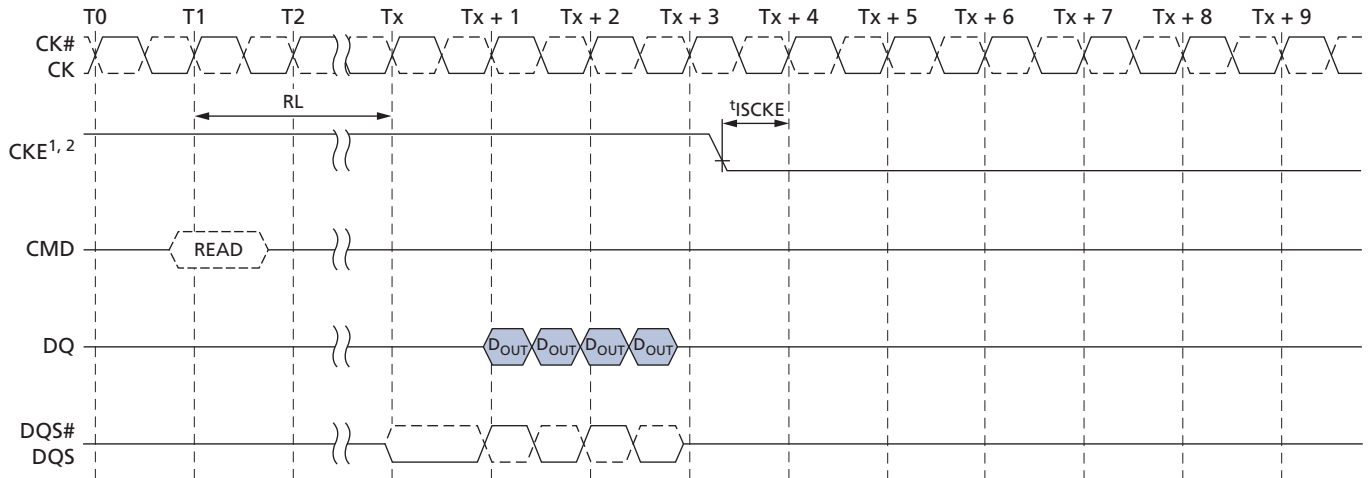 T0 T1 T2 Tx Tx + 1 Tx + 2 Tx + 3 Tx + 4 Tx + 5 Tx + 6 Tx + 7 Tx + 8 Tx + 9
CK#
CK
RL
tISCKE
CKE1, 2
CMD
READ
DQ
DOUT DOUT DOUT DOUT
DQS#
DQS